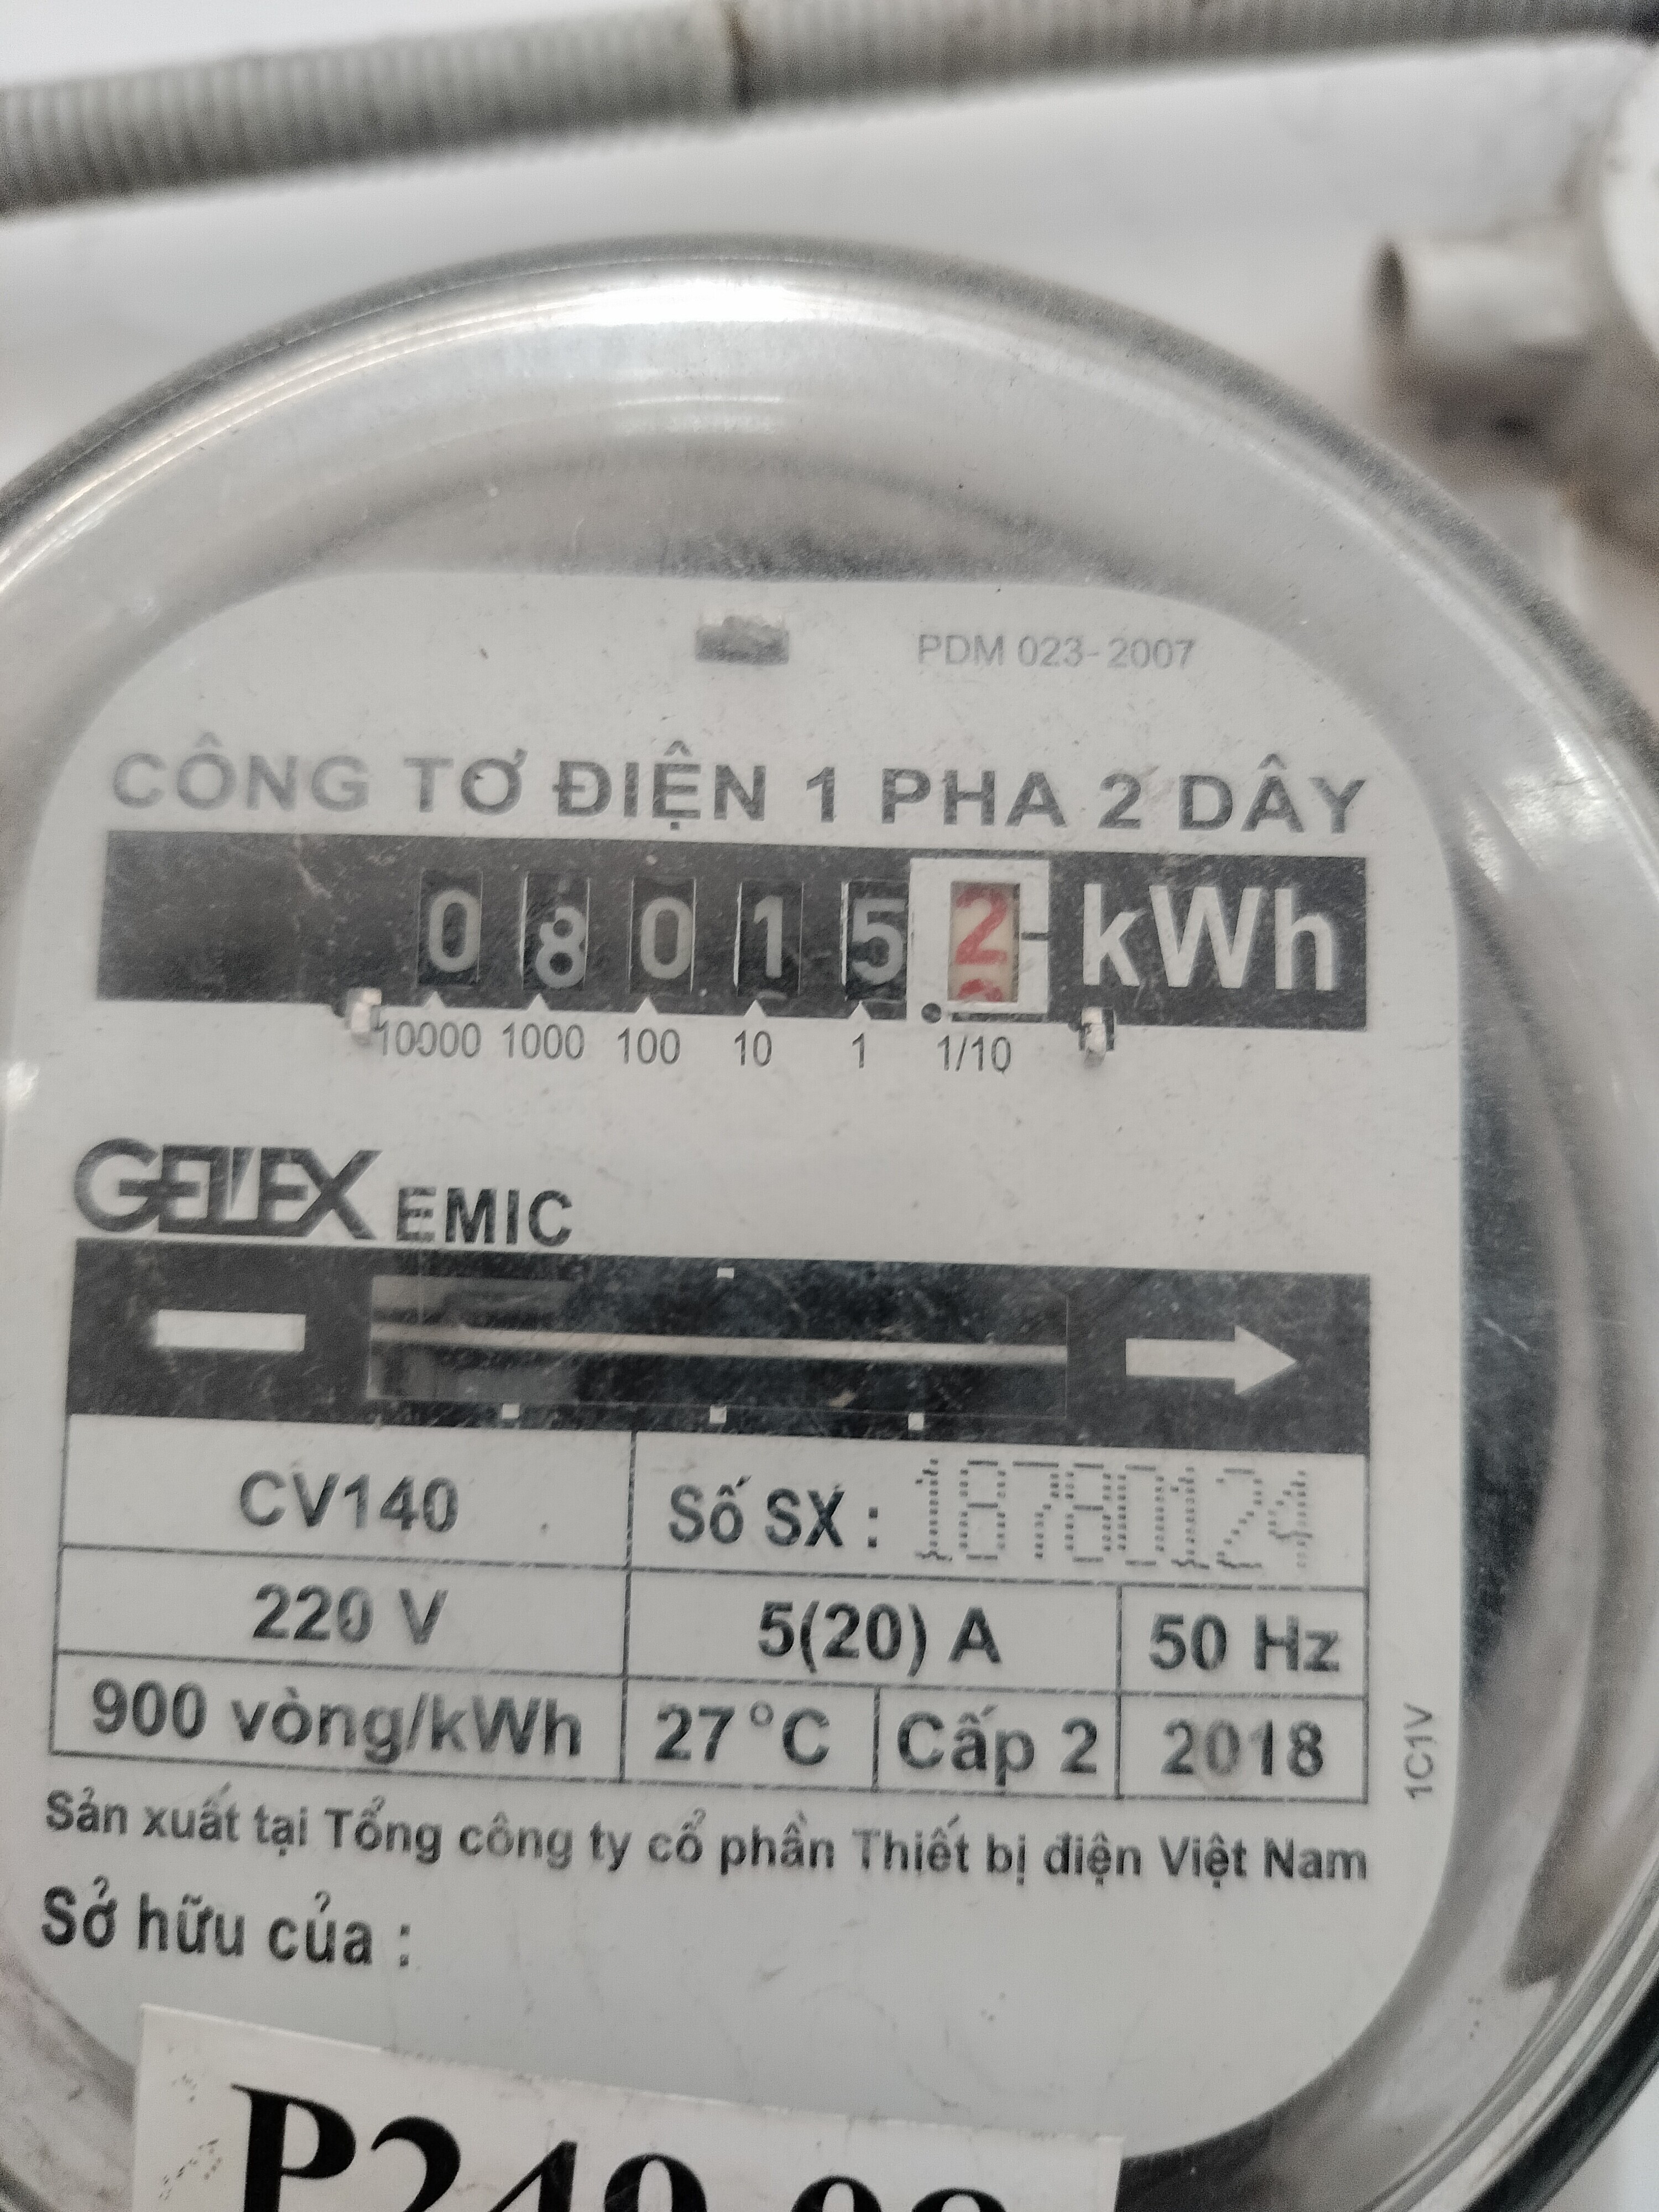 PDM 023-2007
CÔNG TƠ ĐIỆN 1 PHA 2 DÂY
0 8 0 1 5 2 kWh
10000 1000 100 10 1 1/10
GELEX EMIC
CV140 Số SX : 18780124
220 V 5(20) A 50 Hz
900 vòng/kWh 27°C Cấp 2 2018
1C1V
Sản xuất tại Tổng công ty cổ phần Thiết bị điện Việt Nam
Sở hữu của :